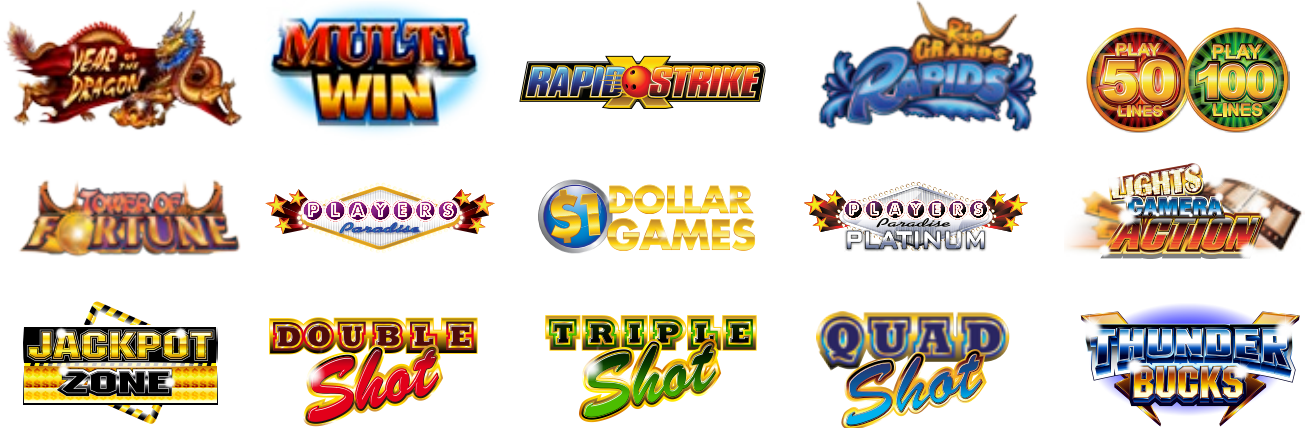 YEAR OF THE
DRAGON
MULTI
WIN
RAPID X STRIKE
Rio
GRANDE
RAPIDS
PLAY
50
LINES
PLAY
100
LINES
TOWER OF
FORTUNE
PLAYERS
Paradise
$1 DOLLAR
GAMES
PLAYERS
Paradise
PLATINUM
LIGHTS
CAMERA
ACTION
JACKPOT
ZONE
DOUBLE
Shot
TRIPLE
Shot
QUAD
Shot
THUNDER
BUCKS